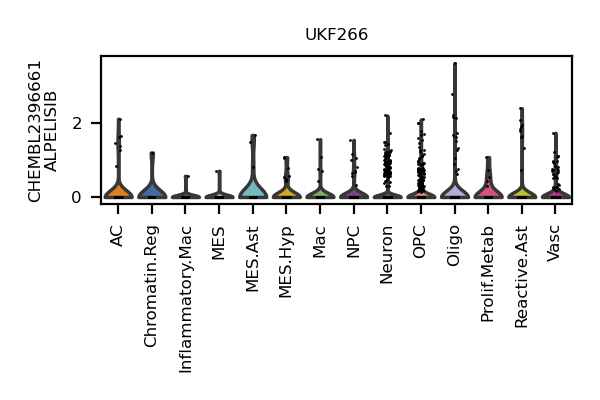 UKF266
CHEMBL2396661
ALPELISIB
2
0
AC
Chromatin.Reg
Inflammatory.Mac
MES
MES.Ast
MES.Hyp
Mac
NPC
Neuron
OPC
Oligo
Prolif.Metab
Reactive.Ast
Vasc